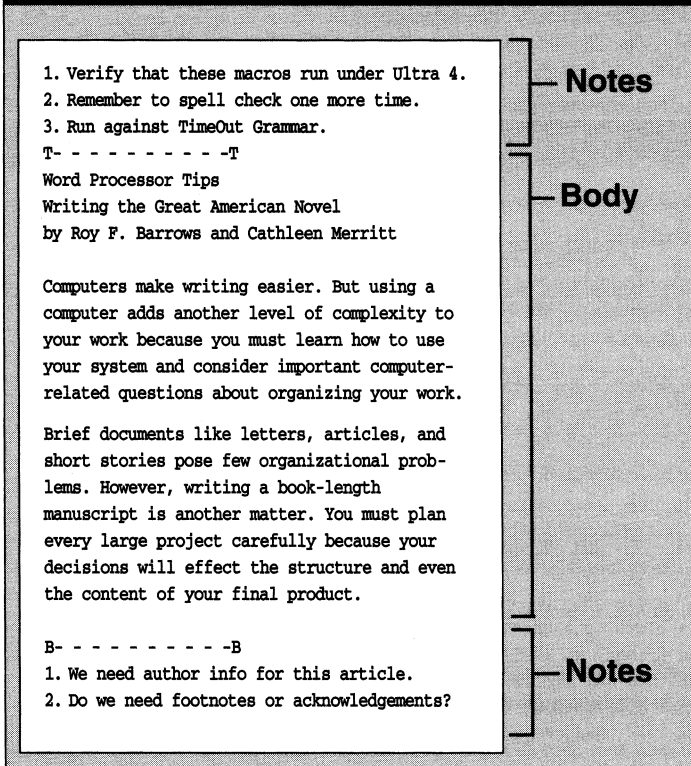 1. Verify that these macros run under Ultra 4.
2. Remember to spell check one more time.
3. Run against TimeOut Grammar.
T- - - - - - - - - - -T
Word Processor Tips
Writing the Great American Novel
by Roy F. Barrows and Cathleen Merritt
Computers make writing easier. But using a
computer adds another level of complexity to
your work because you must learn how to use
your system and consider important computer-
related questions about organizing your work.
Brief documents like letters, articles, and
short stories pose few organizational prob-
lems. However, writing a book-length
manuscript is another matter. You must plan
every large project carefully because your
decisions will effect the structure and even
the content of your final product.
B- - - - - - - - - - -B
1. We need author info for this article.
2. Do we need footnotes or acknowledgements?
Notes
Body
Notes